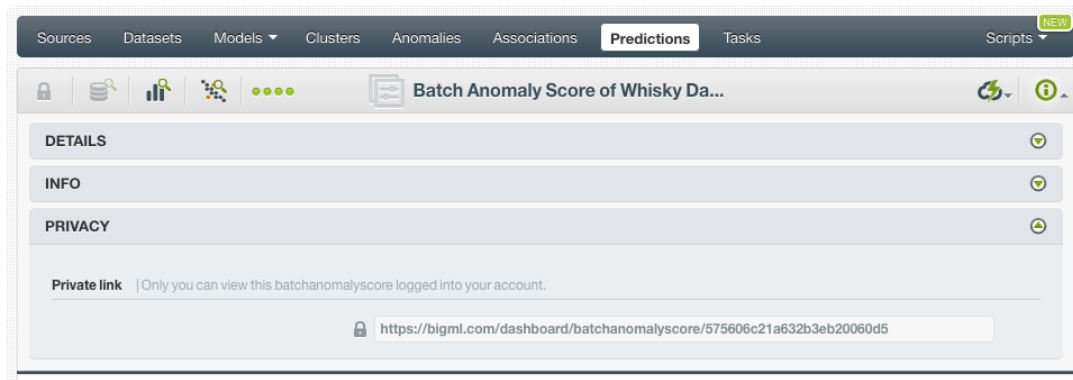 Sources Datasets Models Clusters Anomalies Associations Predictions Tasks Scripts NEW
Batch Anomaly Score of Whisky Da...
DETAILS
INFO
PRIVACY
Private link | Only you can view this batchanomalyscore logged into your account.
https://bigml.com/dashboard/batchanomalyscore/575606c21a632b3eb20060d5